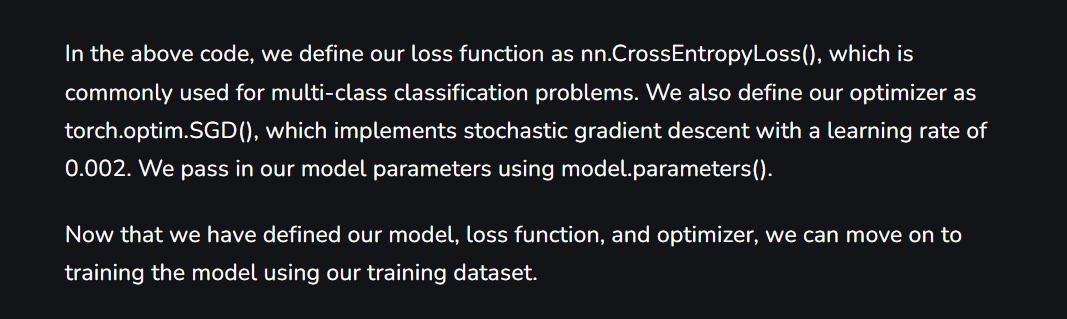 In the above code, we define our loss function as nn.CrossEntropyLoss(), which is
commonly used for multi-class classification problems. We also define our optimizer as
torch.optim.SGD(), which implements stochastic gradient descent with a learning rate of
0.002. We pass in our model parameters using model.parameters().
Now that we have defined our model, loss function, and optimizer, we can move on to
training the model using our training dataset.